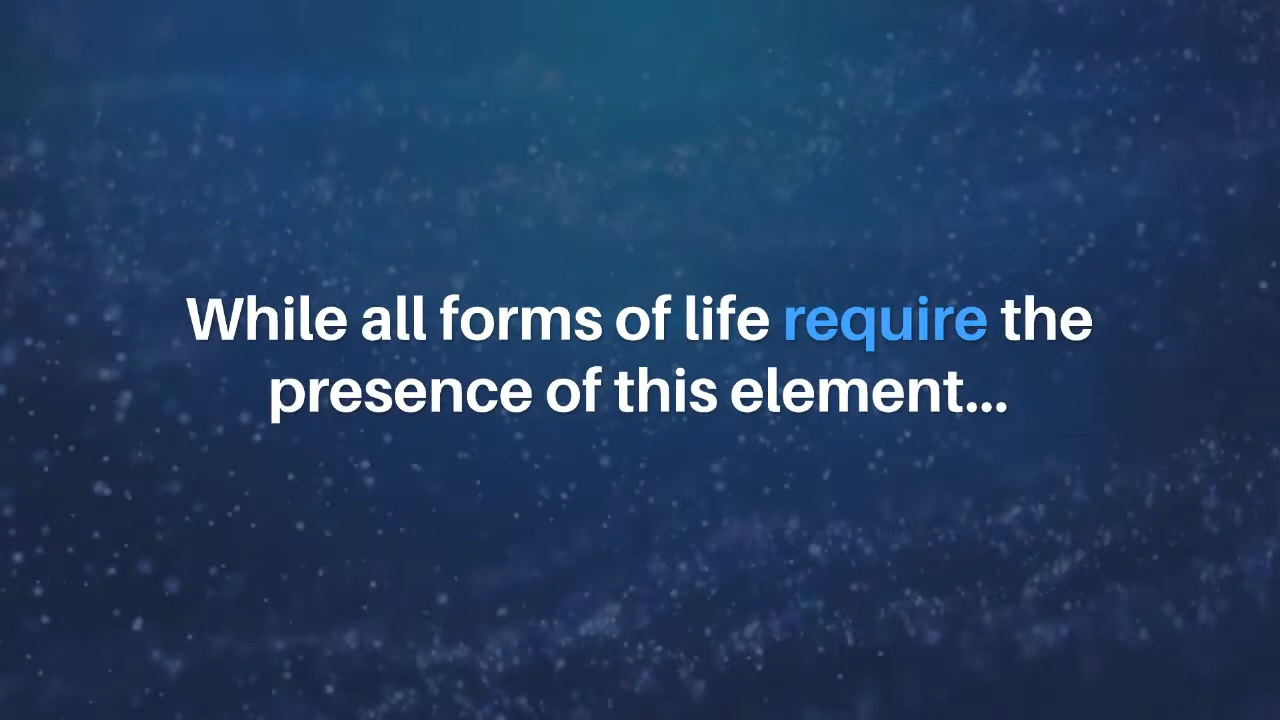 While all forms of life require the
presence of this element...